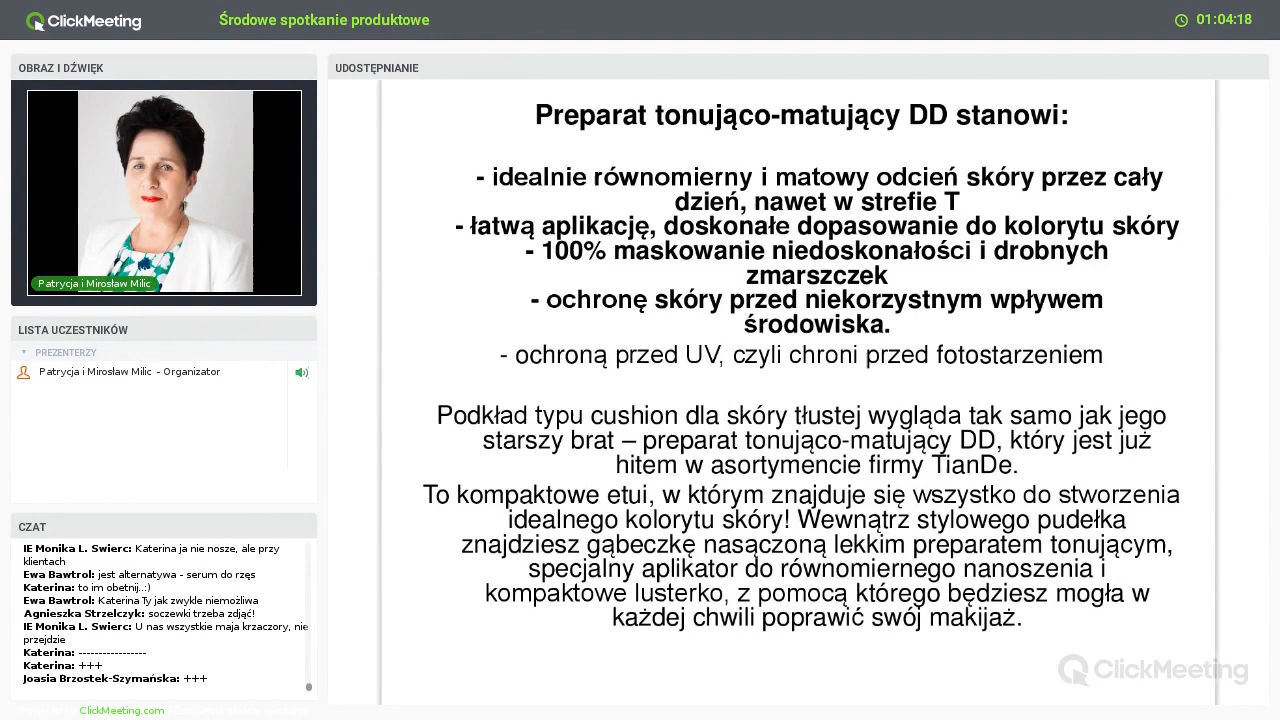 ClickMeeting
Środowe spotkanie produktowe
01:04:18
OBRAZ I DŹWIĘK
Patrycja i Mirosław Milic
LISTA UCZESTNIKÓW
PREZENTERZY
Patrycja i Mirosław Milic - Organizator
CZAT
IE Monika L. Swierc: Katerina ja nie nosze, ale przy
klientach
Ewa Bawtrol: jest alternatywa - serum do rzęs
Katerina: to im obetnij..:)
Ewa Bawtrol: Katerina Ty jak zwykle niemożliwa
Agnieszka Strzelczyk: soczewki trzeba zdjąć!
IE Monika L. Swierc: U nas wszystkie maja krzaczory, nie
przejdzie
Katerina: -----------------
Katerina: +++
Joasia Brzostek-Szymańska: +++
ClickMeeting.com
UDOSTĘPNIANIE
Preparat tonująco-matujący DD stanowi:
- idealnie równomierny i matowy odcień skóry przez cały
dzień, nawet w strefie T
- łatwą aplikację, doskonałe dopasowanie do kolorytu skóry
- 100% maskowanie niedoskonałości i drobnych
zmarszczek
- ochronę skóry przed niekorzystnym wpływem
środowiska.
- ochroną przed UV, czyli chroni przed fotostarzeniem
Podkład typu cushion dla skóry tłustej wygląda tak samo jak jego
starszy brat – preparat tonująco-matujący DD, który jest już
hitem w asortymencie firmy TianDe.
To kompaktowe etui, w którym znajduje się wszystko do stworzenia
idealnego kolorytu skóry! Wewnątrz stylowego pudełka
znajdziesz gąbeczkę nasączoną lekkim preparatem tonującym,
specjalny aplikator do równomiernego nanoszenia i
kompaktowe lusterko, z pomocą którego będziesz mogła w
każdej chwili poprawić swój makijaż.
ClickMeeting